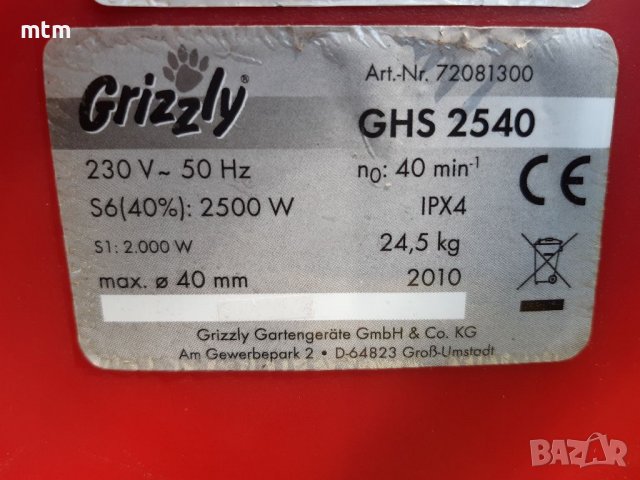 mtm
Grizzly®
Art.-Nr. 72081300
GHS 2540
230 V~ 50 Hz
n0: 40 min-1
S6(40%): 2500 W
IPX4
S1: 2.000 W
24,5 kg
max. ø 40 mm
2010
CE
Grizzly Gartengeräte GmbH & Co. KG
Am Gewerbepark 2 • D-64823 Groß-Umstadt
BAZAR